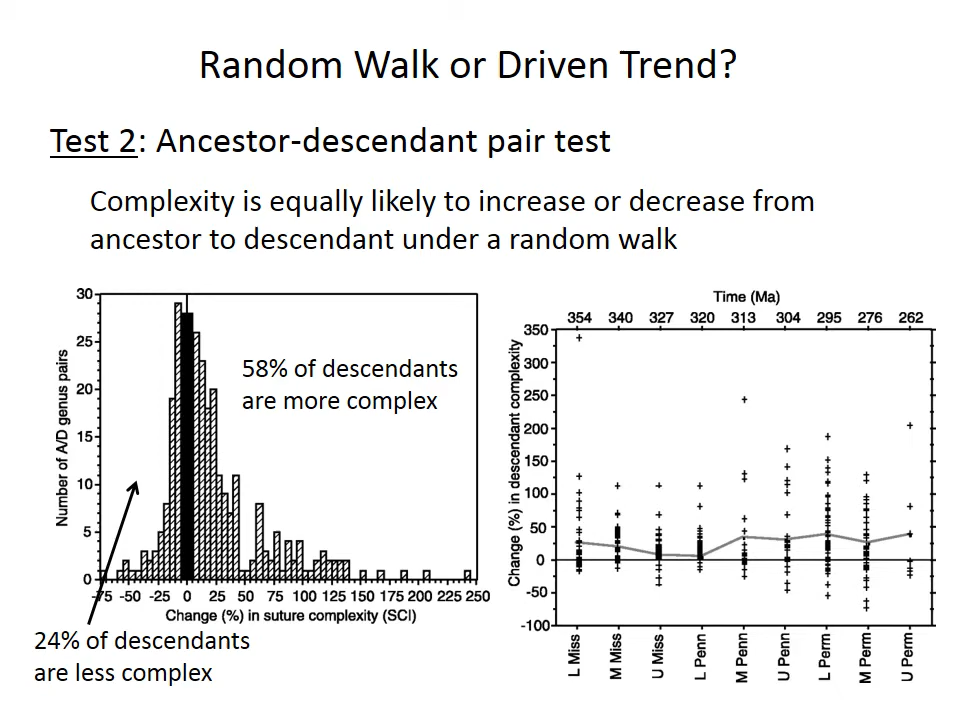 Random Walk or Driven Trend?
Test 2: Ancestor-descendant pair test
Complexity is equally likely to increase or decrease from
ancestor to descendant under a random walk
30
25
20
15
10
5
0
Number of A/D genus pairs
58% of descendants
are more complex
-75 -50 -25 0 25 50 75 100 125 150 175 200 225 250
Change (%) in suture complexity (SCI)
24% of descendants
are less complex
Time (Ma)
354 340 327 320 313 304 295 276 262
350
300
250
200
150
100
50
0
-50
-100
Change (%) in descendant complexity
L Miss
M Miss
U Miss
L Penn
M Penn
U Penn
L Perm
M Perm
U Perm